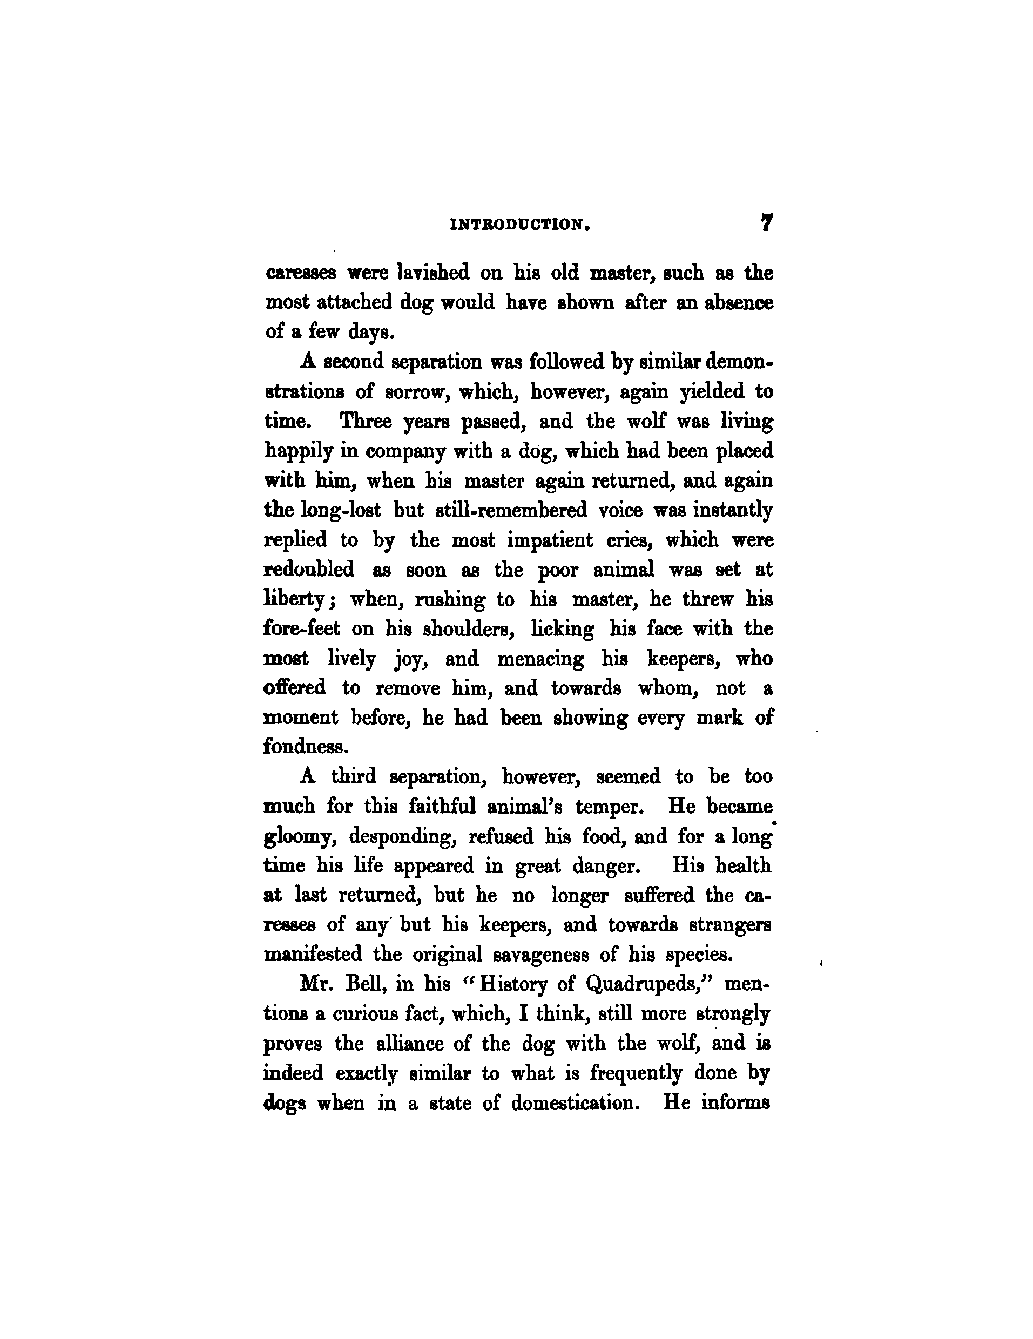 INTRODUCTION. 7
caresses were lavished on his old master, such as the
most attached dog would have shown after an absence
of a few days.
A second separation was followed by similar demon-
strations of sorrow, which, however, again yielded to
time. Three years passed, and the wolf was living
happily in company with a dog, which had been placed
with him, when his master again returned, and again
the long-lost but still-remembered voice was instantly
replied to by the most impatient cries, which were
redoubled as soon as the poor animal was set at
liberty; when, rushing to his master, he threw his
fore-feet on his shoulders, licking his face with the
most lively joy, and menacing his keepers, who
offered to remove him, and towards whom, not a
moment before, he had been showing every mark of
fondness.
A third separation, however, seemed to be too
much for this faithful animal's temper. He became
gloomy, desponding, refused his food, and for a long
time his life appeared in great danger. His health
at last returned, but he no longer suffered the ca-
resses of any but his keepers, and towards strangers
manifested the original savageness of his species.
Mr. Bell, in his "History of Quadrupeds," men-
tions a curious fact, which, I think, still more strongly
proves the alliance of the dog with the wolf, and is
indeed exactly similar to what is frequently done by
dogs when in a state of domestication. He informs